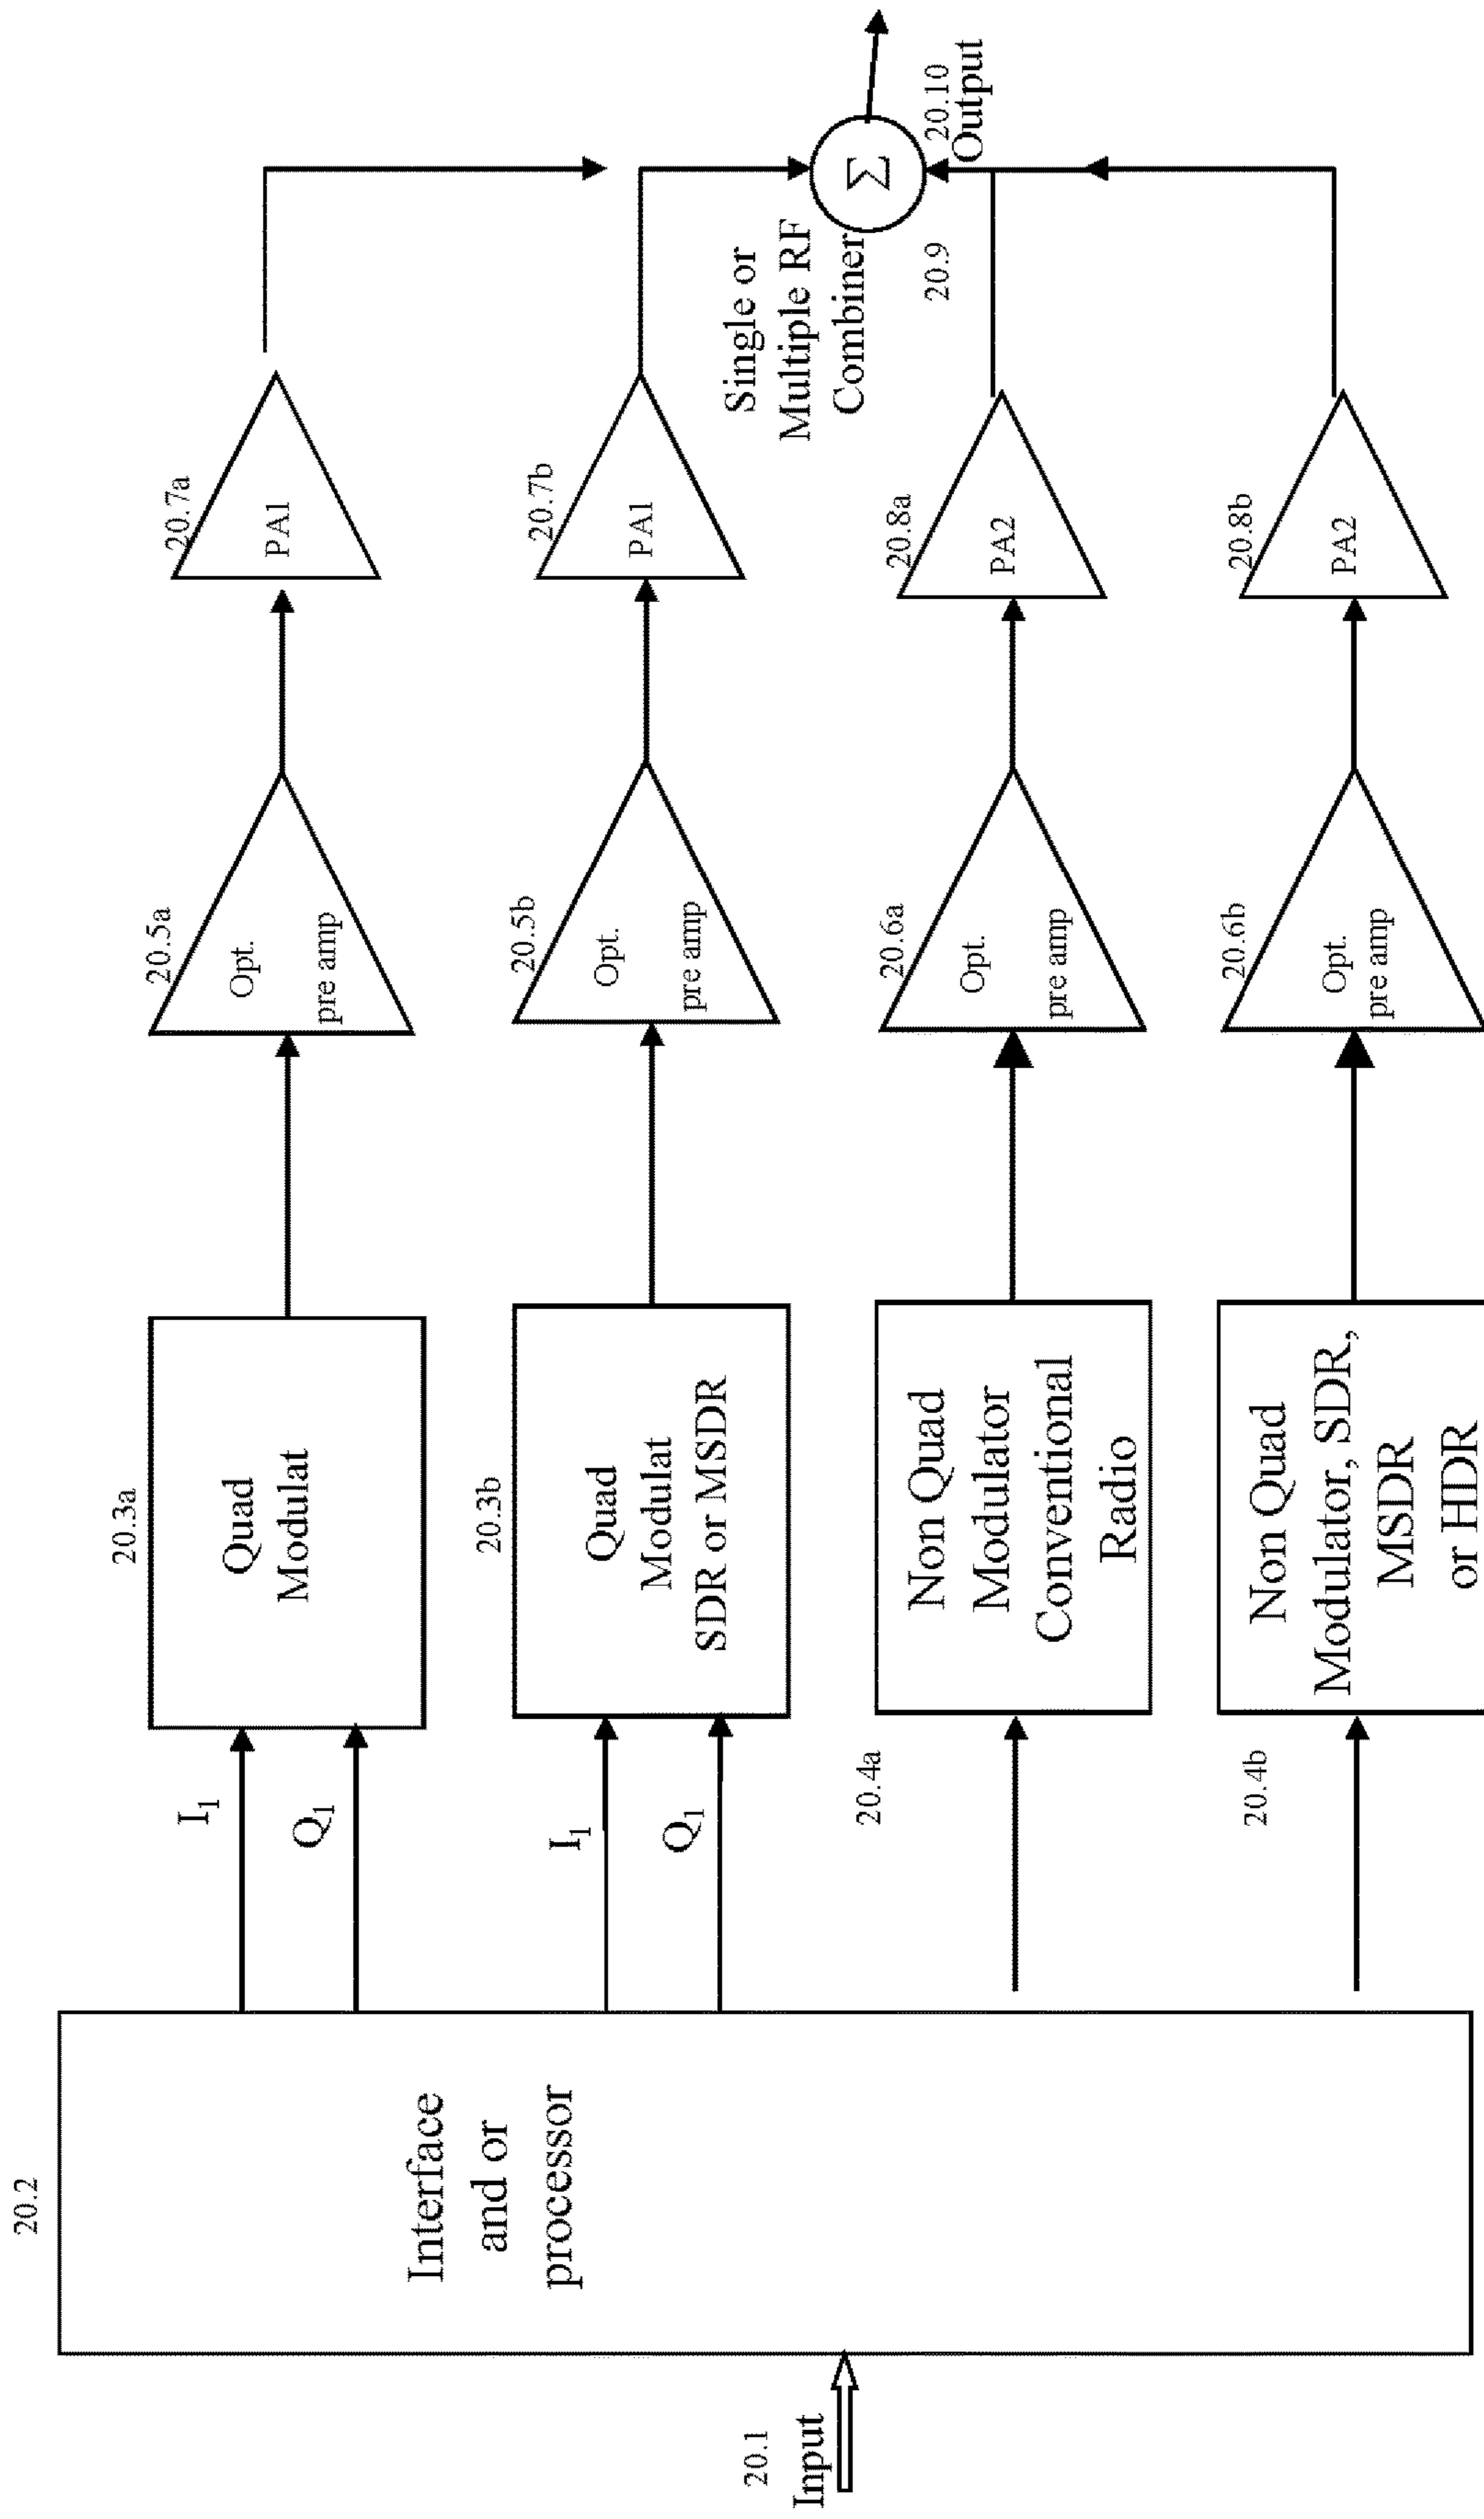 20.1
Input
20.2
Interface
and or
processor
I1
Q1
20.3a
Quad
Modulat
20.5a
Opt.
pre amp
20.7a
PA1
I1
Q1
20.3b
Quad
Modulat
SDR or MSDR
20.5b
Opt.
pre amp
20.7b
PA1
Single or
Multiple RF
Combiner
Σ
20.9
20.10
Output
20.4a
Non Quad
Modulator
Conventional
Radio
20.6a
Opt.
pre amp
20.8a
PA2
20.4b
Non Quad
Modulator, SDR,
MSDR
or HDR
20.6b
Opt.
pre amp
20.8b
PA2